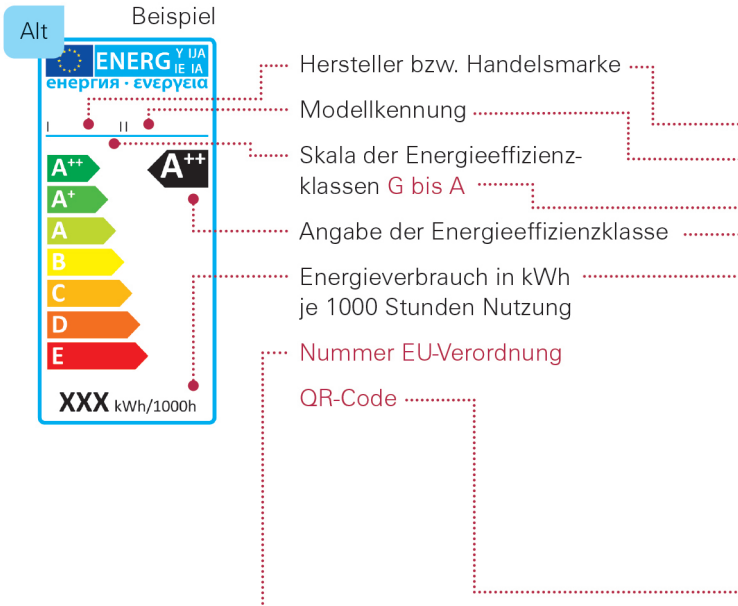 Alt
Beispiel
ENERG Y IJA
IE IA
енергия · ενεργεια
I II
Hersteller bzw. Handelsmarke
Modellkennung
Skala der Energieeffizienz-
klassen G bis A
Angabe der Energieeffizienzklasse
Energieverbrauch in kWh
je 1000 Stunden Nutzung
Nummer EU-Verordnung
QR-Code
A++
A++
A+
A
B
C
D
E
XXX kWh/1000h